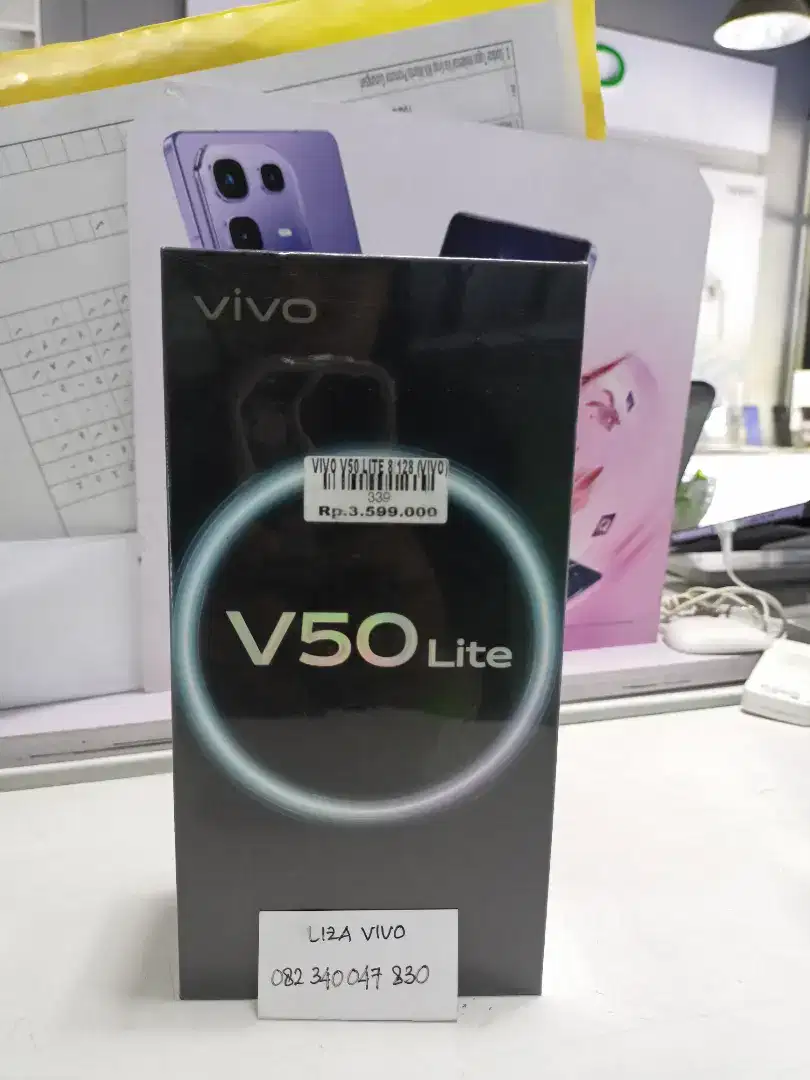 vivo
VIVO V50 LITE 8 128 (VIVO)
339
Rp.3.599.000
V50 Lite
LIZA VIVO
082 340 047 830